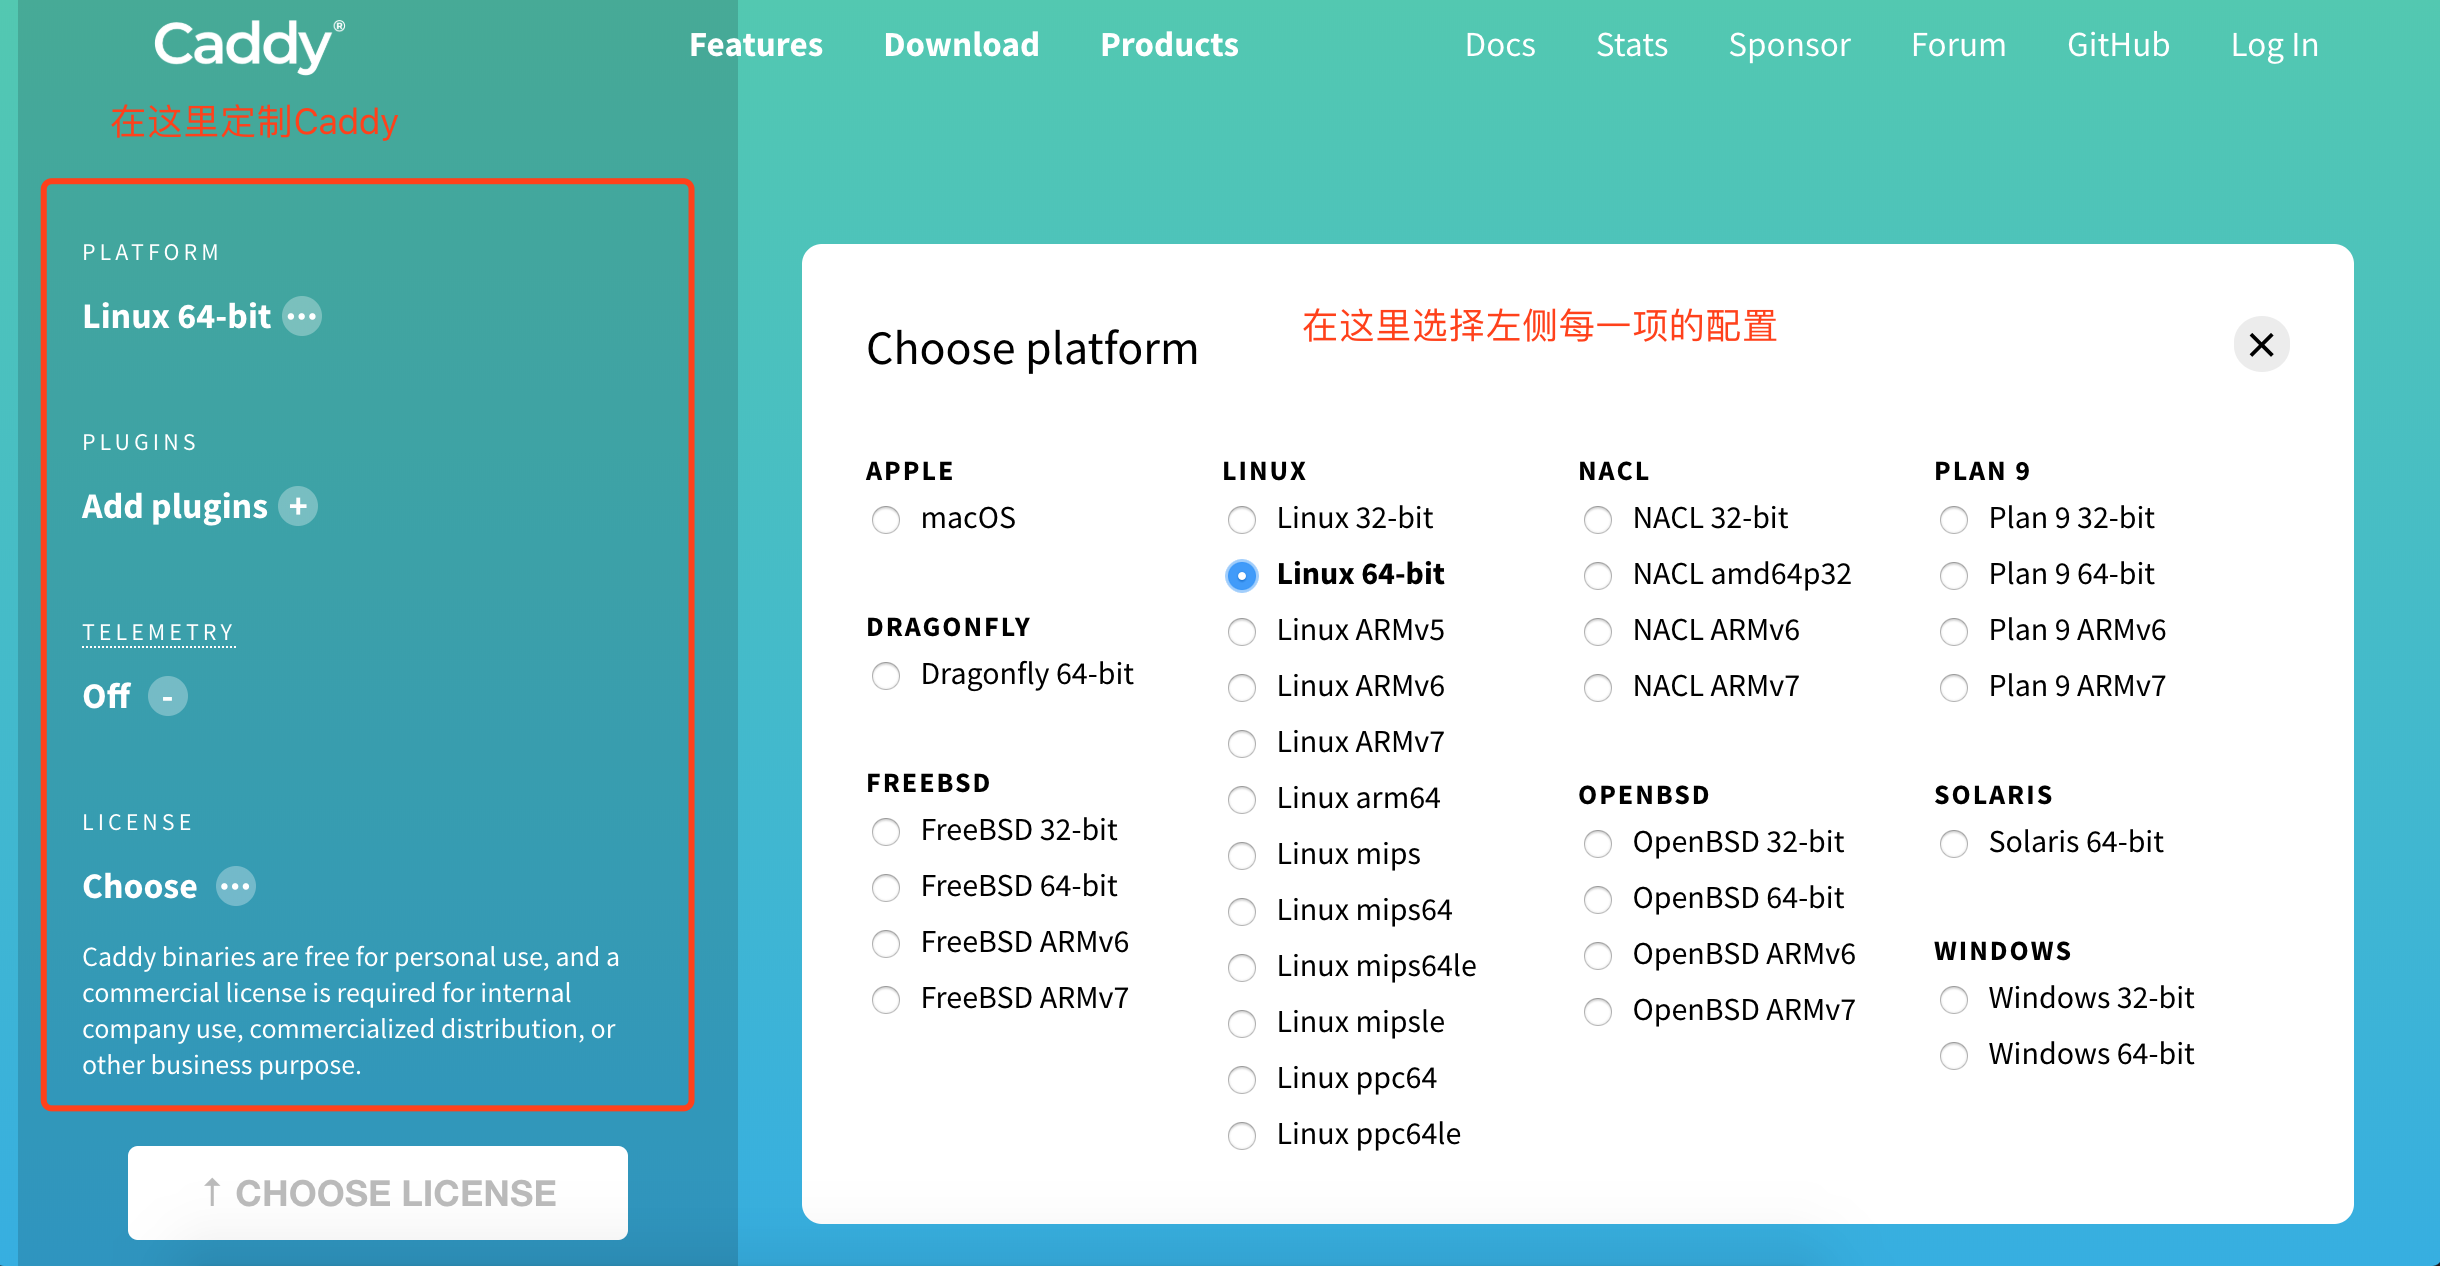 Caddy®
Features Download Products Docs Stats Sponsor Forum GitHub Log In
在这里定制Caddy
PLATFORM
Linux 64-bit
PLUGINS
Add plugins +
TELEMETRY
Off -
LICENSE
Choose
Caddy binaries are free for personal use, and a
commercial license is required for internal
company use, commercialized distribution, or
other business purpose.
↑ CHOOSE LICENSE
Choose platform
在这里选择左侧每一项的配置
APPLE
macOS
DRAGONFLY
Dragonfly 64-bit
FREEBSD
FreeBSD 32-bit
FreeBSD 64-bit
FreeBSD ARMv6
FreeBSD ARMv7
LINUX
Linux 32-bit
Linux 64-bit
Linux ARMv5
Linux ARMv6
Linux ARMv7
Linux arm64
Linux mips
Linux mips64
Linux mips64le
Linux mipsle
Linux ppc64
Linux ppc64le
NACL
NACL 32-bit
NACL amd64p32
NACL ARMv6
NACL ARMv7
OPENBSD
OpenBSD 32-bit
OpenBSD 64-bit
OpenBSD ARMv6
OpenBSD ARMv7
PLAN 9
Plan 9 32-bit
Plan 9 64-bit
Plan 9 ARMv6
Plan 9 ARMv7
SOLARIS
Solaris 64-bit
WINDOWS
Windows 32-bit
Windows 64-bit